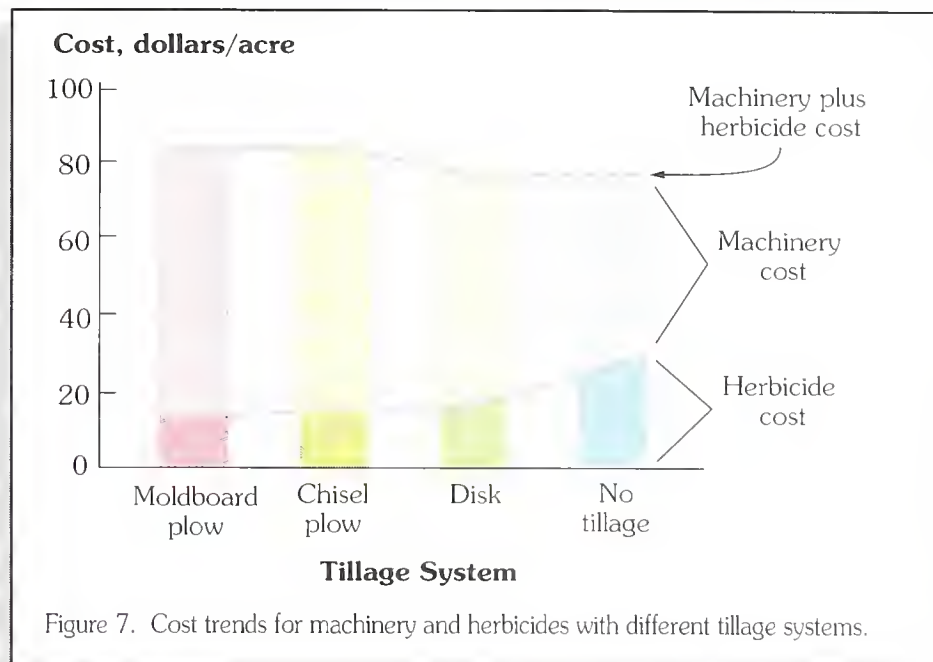 Cost, dollars/acre
100
80
60
40
20
0
Machinery plus
herbicide cost
Machinery
cost
Herbicide
cost
Moldboard
plow
Chisel
plow
Disk
No
tillage
Tillage System
Figure 7. Cost trends for machinery and herbicides with different tillage systems.